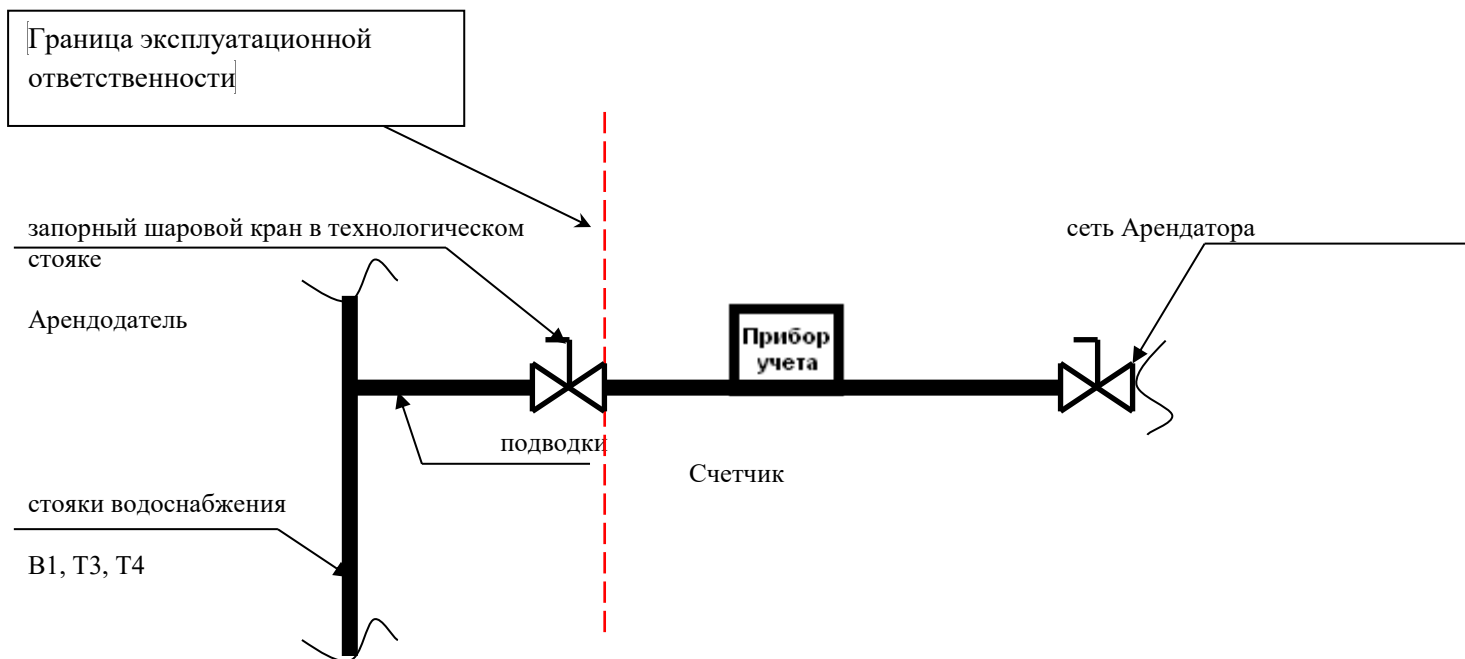 Граница эксплуатационной
ответственности
запорный шаровой кран в технологическом
стояке
сеть Арендатора
Арендодатель
Прибор
учета
подводки
Счетчик
стояки водоснабжения
В1, Т3, Т4